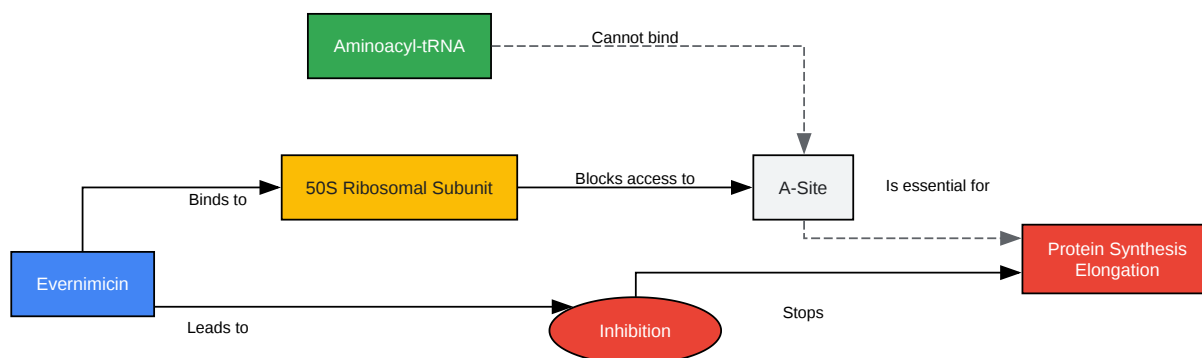 Aminoacyl-tRNA
Cannot bind
50S Ribosomal Subunit
Blocks access to
A-Site
Is essential for
Binds to
Protein Synthesis
Elongation
Evernimicin
Leads to
Inhibition
Stops